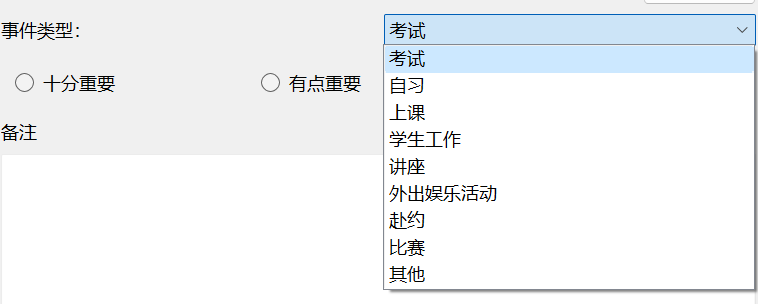 事件类型：
考试
考试
十分重要
有点重要
自习
上课
备注
学生工作
讲座
外出娱乐活动
赴约
比赛
其他